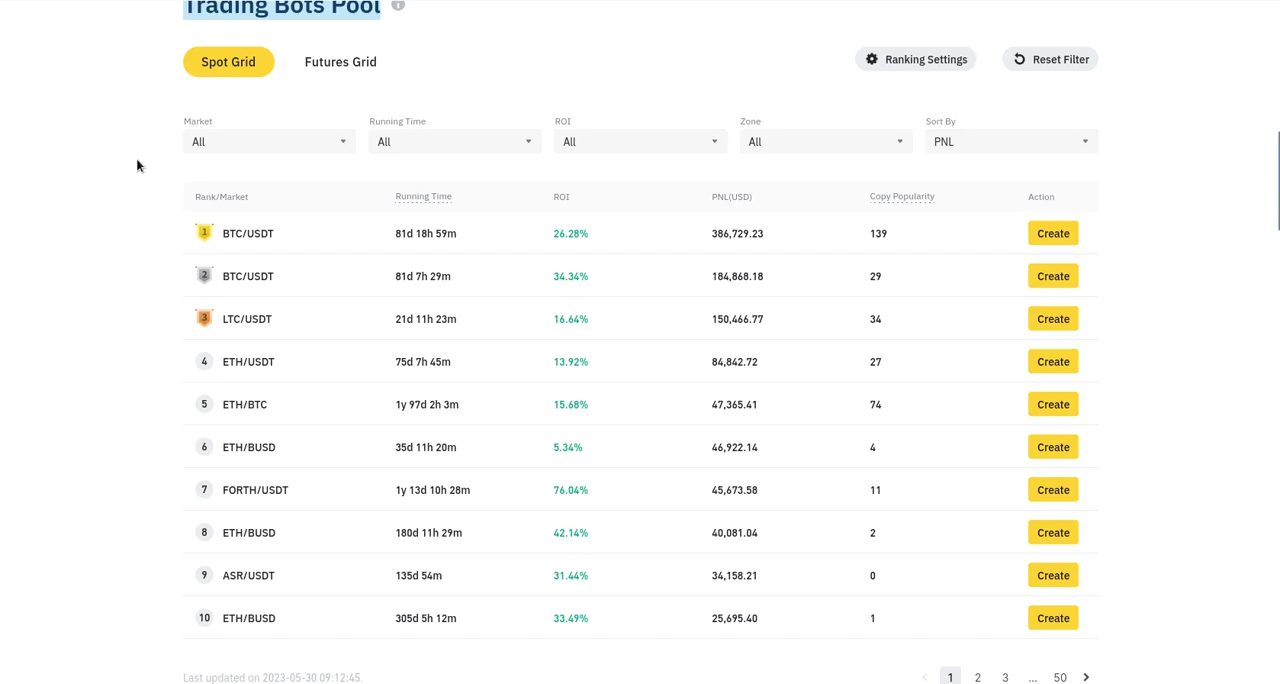 Trading Bots Pool
Spot Grid Futures Grid Ranking Settings Reset Filter
Market Running Time ROI Zone Sort By
All All All All PNL
Rank/Market Running Time ROI PNL(USD) Copy Popularity Action
1 BTC/USDT 81d 18h 59m 26.28% 386,729.23 139 Create
2 BTC/USDT 81d 7h 29m 34.34% 184,868.18 29 Create
3 LTC/USDT 21d 11h 23m 16.64% 150,466.77 34 Create
4 ETH/USDT 75d 7h 45m 13.92% 84,842.72 27 Create
5 ETH/BTC 1y 97d 2h 3m 15.68% 47,365.41 74 Create
6 ETH/BUSD 35d 11h 20m 5.34% 46,922.14 4 Create
7 FORTH/USDT 1y 13d 10h 28m 76.04% 45,673.58 11 Create
8 ETH/BUSD 180d 11h 29m 42.14% 40,081.04 2 Create
9 ASR/USDT 135d 54m 31.44% 34,158.21 0 Create
10 ETH/BUSD 305d 5h 12m 33.49% 25,695.40 1 Create
Last updated on 2023-05-30 09:12:45. 1 2 3 ... 50